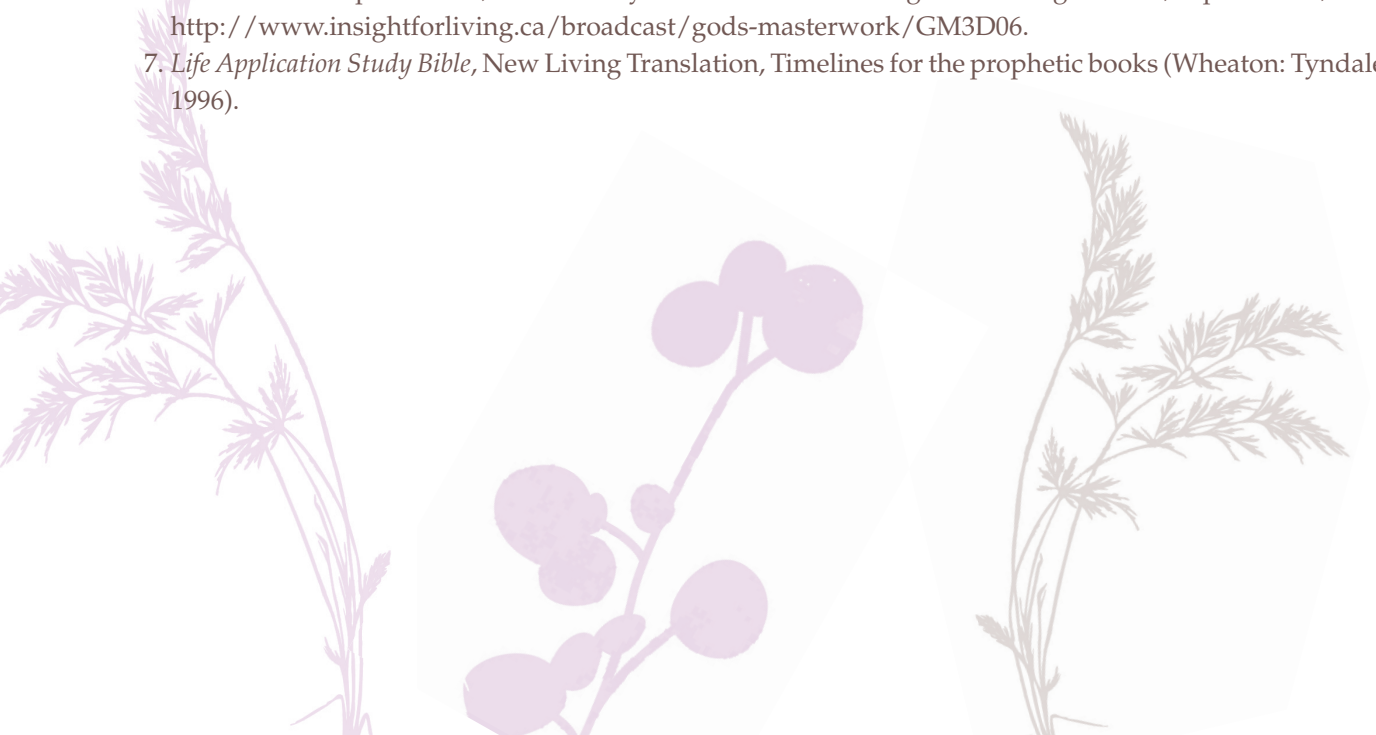 http://www.insightforliving.ca/broadcast/gods-masterwork/GM3D06.
7. Life Application Study Bible, New Living Translation, Timelines for the prophetic books (Wheaton: Tyndale
1996).